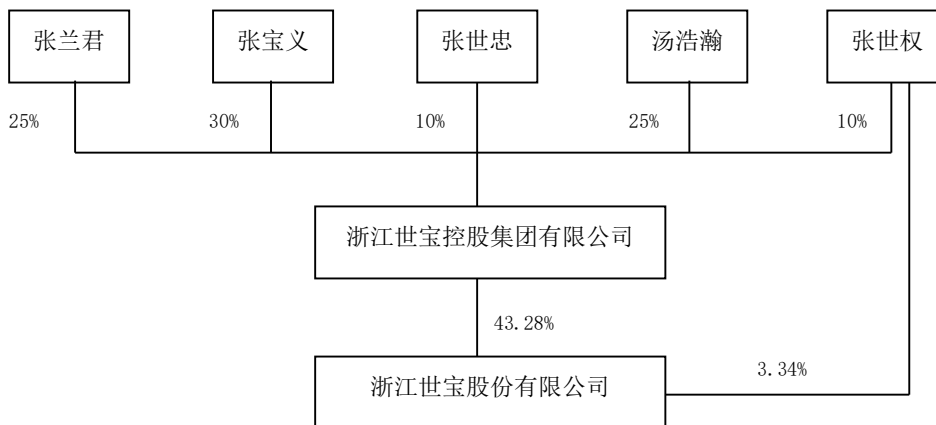 张兰君
张宝义
张世忠
汤浩瀚
张世权
25%
30%
10%
25%
10%
浙江世宝控股集团有限公司
43.28%
浙江世宝股份有限公司
3.34%